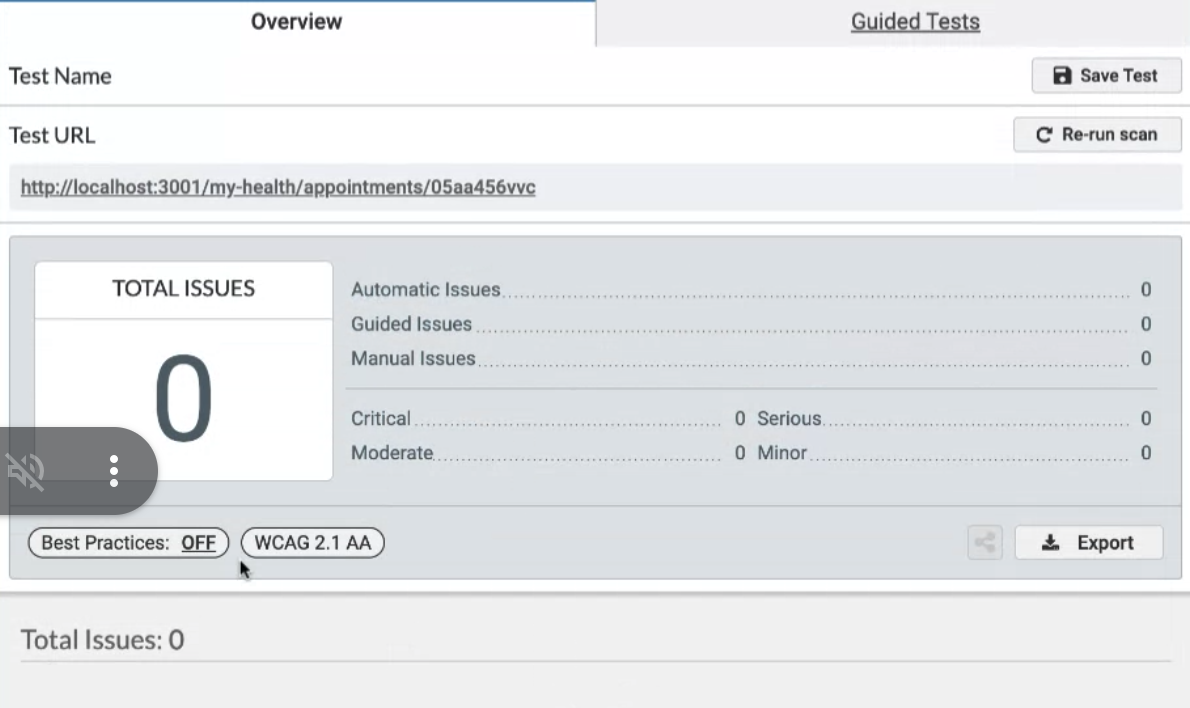 Overview
Guided Tests
Test Name
Save Test
Test URL
Re-run scan
http://localhost:3001/my-health/appointments/05aa456vvc
TOTAL ISSUES
0
Automatic Issues 0
Guided Issues 0
Manual Issues 0
Critical 0 Serious 0
Moderate 0 Minor 0
Best Practices: OFF
WCAG 2.1 AA
Export
Total Issues: 0